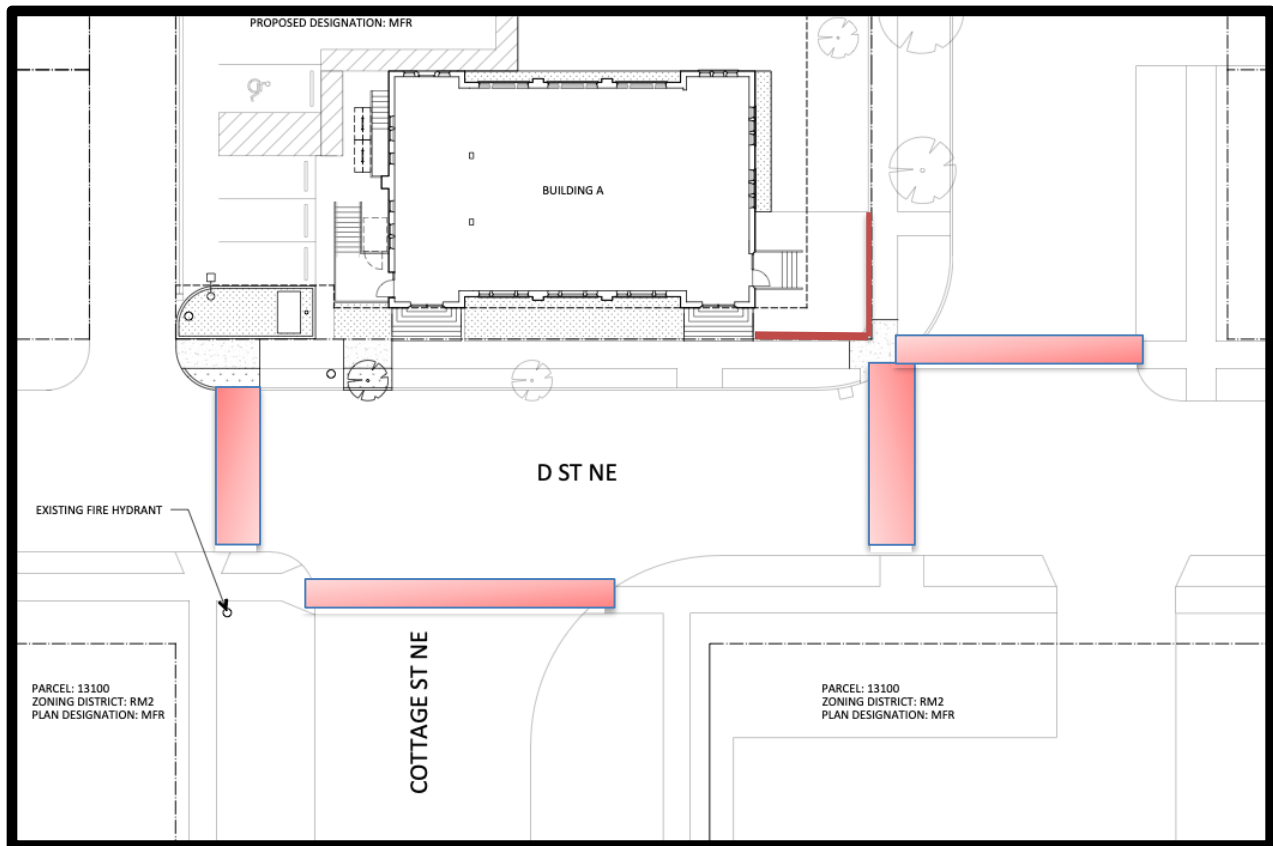 PROPOSED DESIGNATION: MFR
BUILDING A
D ST NE
EXISTING FIRE HYDRANT
COTTAGE ST NE
PARCEL: 13100
ZONING DISTRICT: RM2
PLAN DESIGNATION: MFR
PARCEL: 13100
ZONING DISTRICT: RM2
PLAN DESIGNATION: MFR